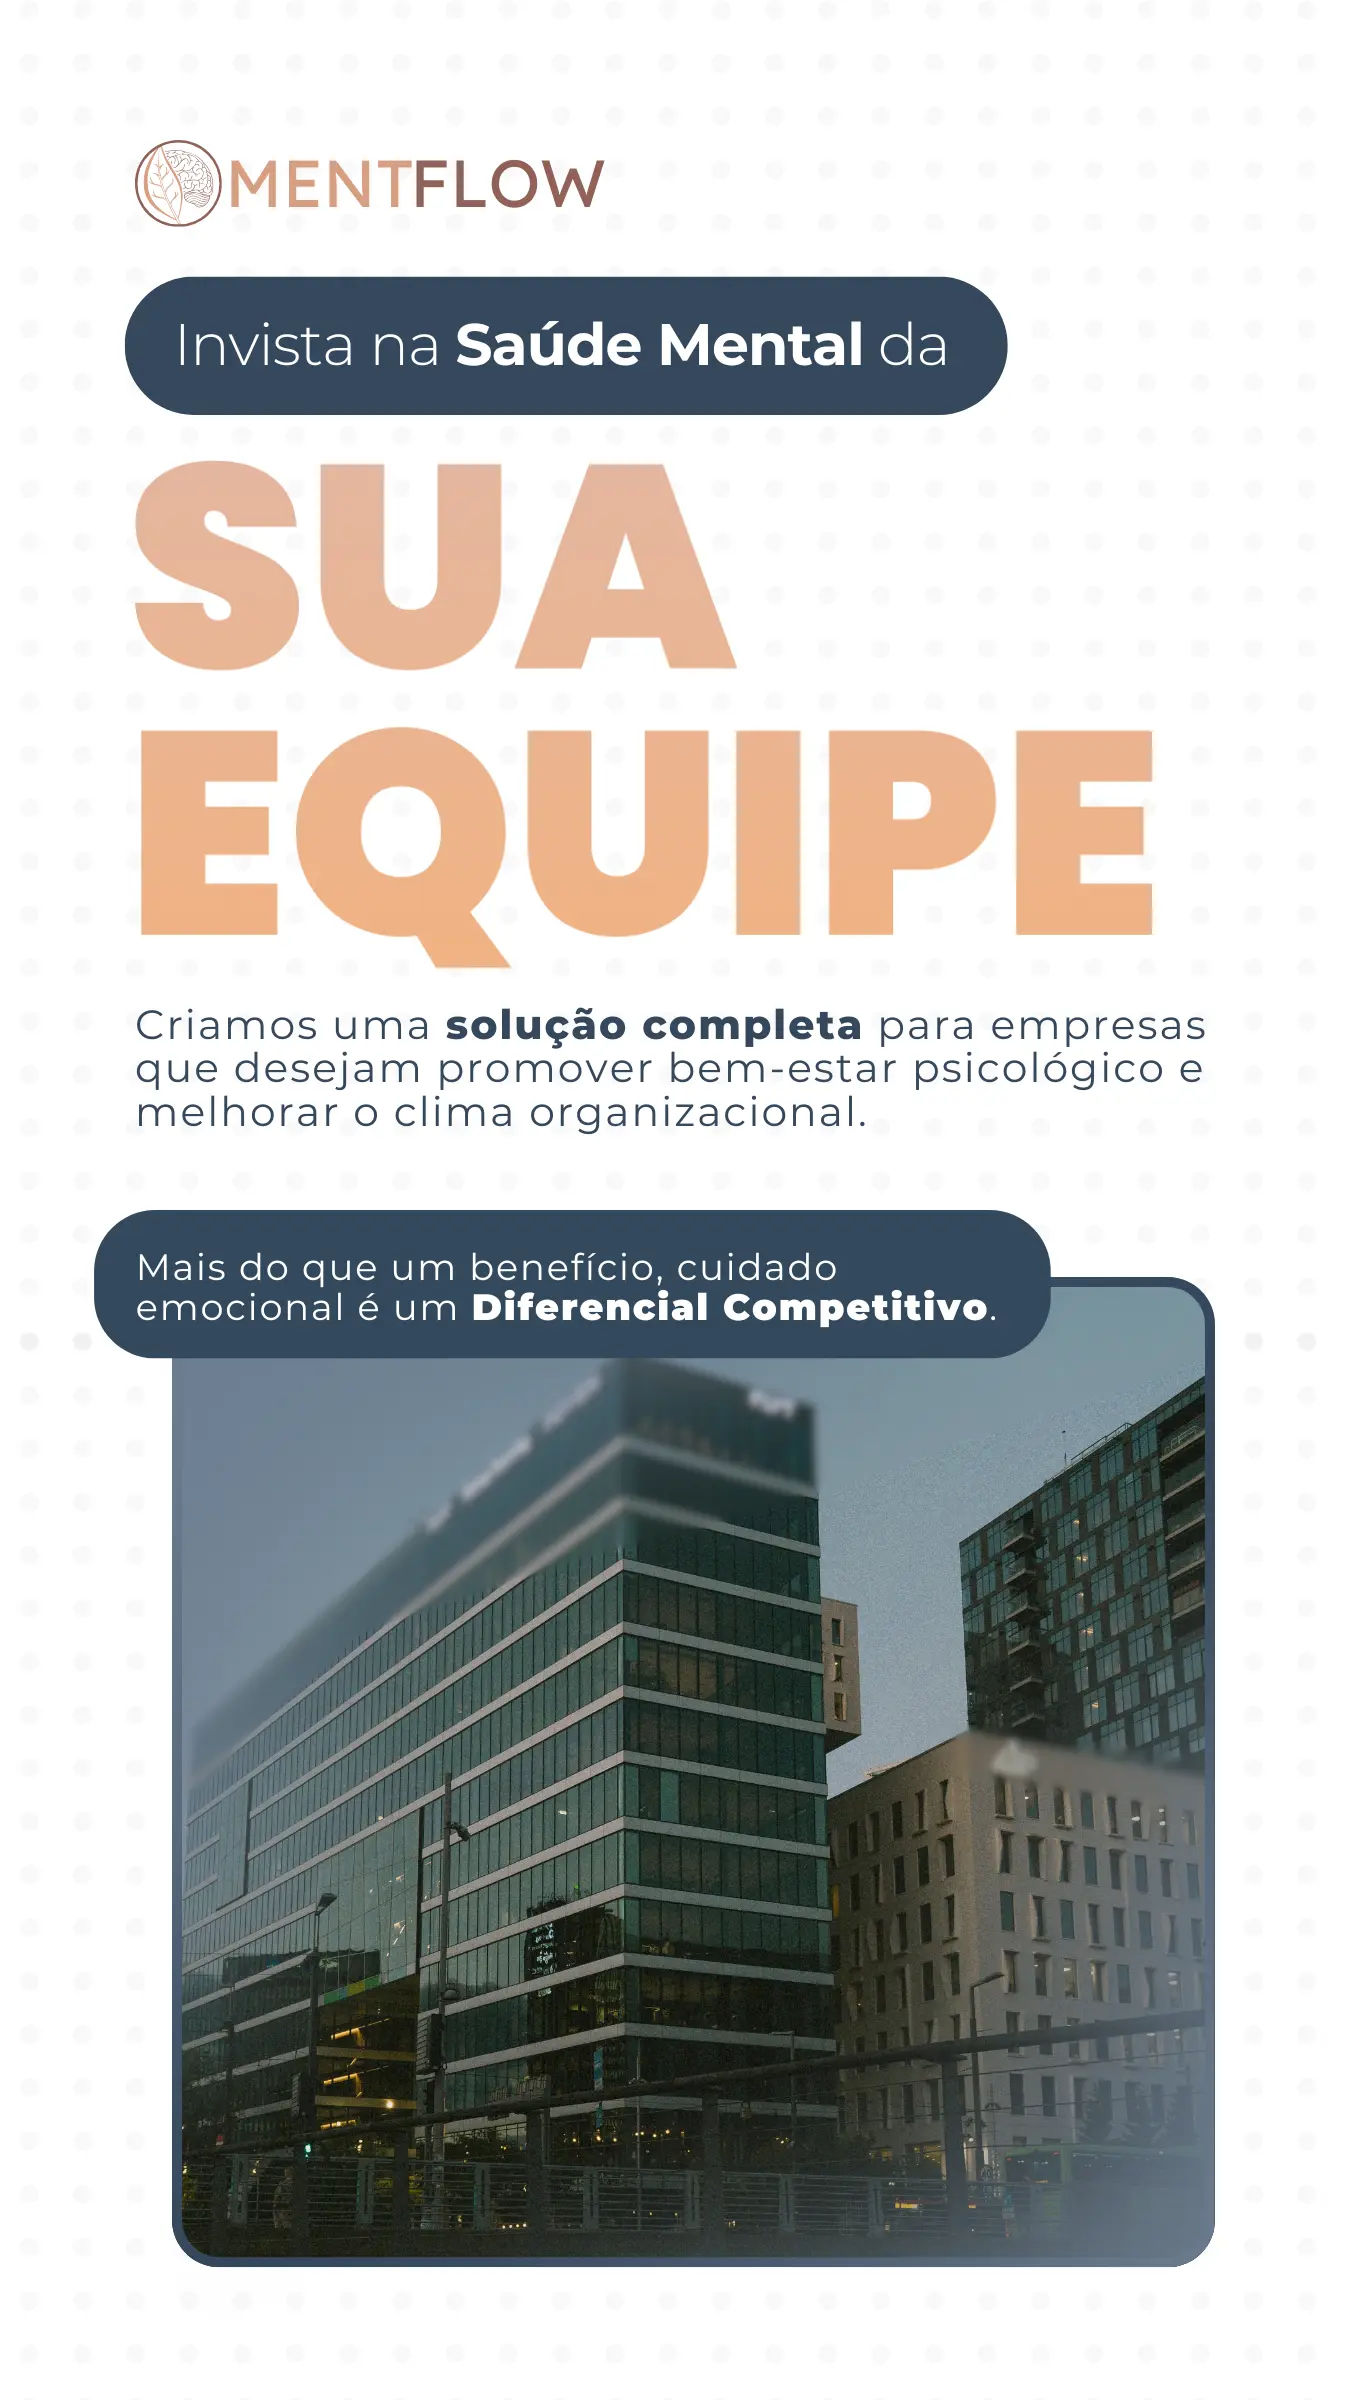 MENTFLOW
Invista na Saúde Mental da
SUA
EQUIPE
Criamos uma solução completa para empresas
que desejam promover bem-estar psicológico e
melhorar o clima organizacional.
Mais do que um benefício, cuidado
emocional é um Diferencial Competitivo.